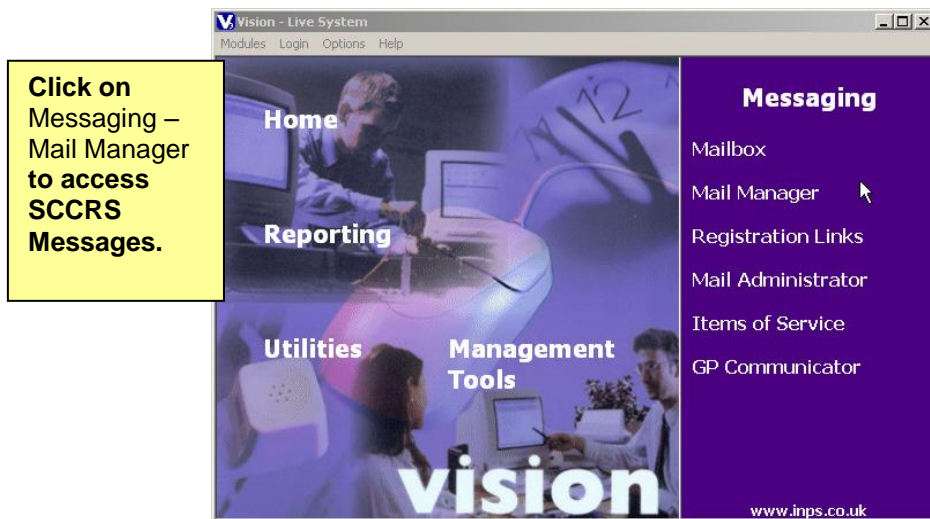 Vision - Live System
Modules Login Options Help
Click on
Messaging –
Mail Manager
to access
SCCRS
Messages.
Home
Reporting
Utilities
Management
Tools
vision
Messaging
Mailbox
Mail Manager
Registration Links
Mail Administrator
Items of Service
GP Communicator
www.inps.co.uk